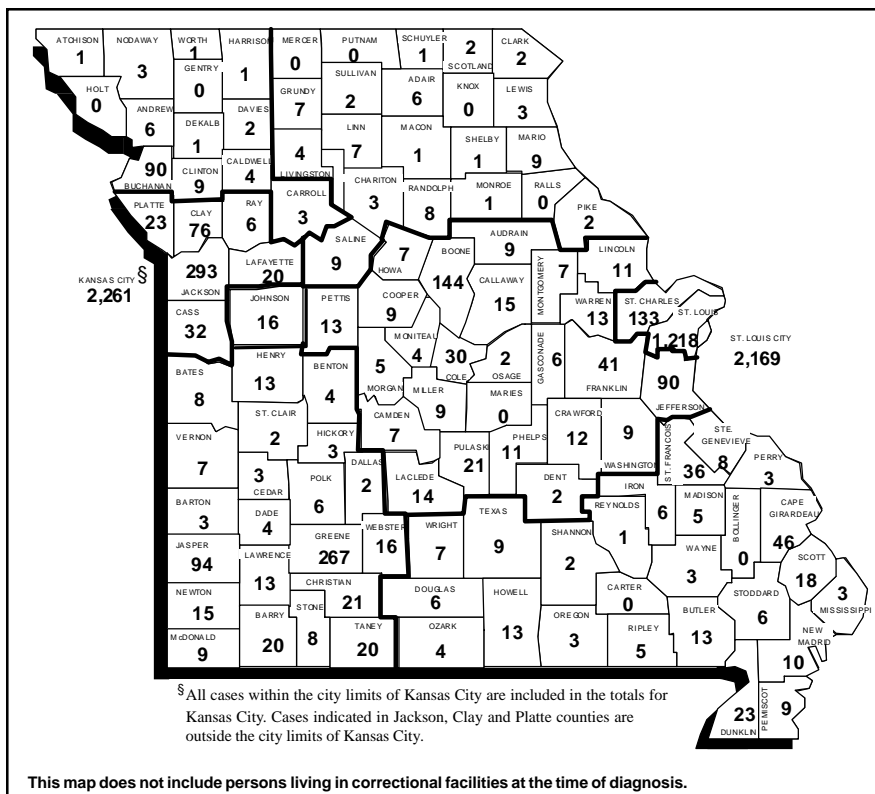 ATCHISON
1
NODAWAY
3
WORTH
1
HARRISON
1
MERCER
0
PUTNAM
0
SCHUYLER
1
2
SCOTLAND
CLARK
2
HOLT
0
GENTRY
0
SULLIVAN
2
ADAIR
6
KNOX
0
LEWIS
3
ANDREW
6
DEKALB
1
DAVIES
2
GRUNDY
7
LINN
7
MACON
1
SHELBY
1
MARIO
9
90
BUCHANAN
CLINTON
9
CALDWELL
4
4
LIVINGSTON
CHARITON
3
RANDOLPH
8
MONROE
1
RALLS
0
PIKE
2
PLATTE
23
CLAY
76
RAY
6
CARROLL
3
SALINE
9
7
HOWA
BOONE
144
AUDRAIN
9
CALLAWAY
15
MONTGOMERY
7
LINCOLN
11
KANSAS CITY §
2,261
293
JACKSON
LAFAYETTE
20
JOHNSON
16
PETTIS
13
COOPER
9
MONITEAU
4
30
COLE
2
OSAGE
GASCONADE
6
WARREN
13
ST. CHARLES
133
ST. LOUIS
1,218
ST. LOUIS CITY
2,169
41
FRANKLIN
90
JEFFERSON
CASS
32
BATES
8
HENRY
13
BENTON
4
5
MORGAN
MILLER
9
MARIES
0
ST. CLAIR
2
HICKORY
3
CAMDEN
7
PULASKI
21
PHELPS
11
CRAWFORD
12
9
WASHINGTON
ST. FRANCOIS
36
STE.
GENEVIEVE
8
PERRY
3
VERNON
7
3
CEDAR
POLK
6
DALLAS
2
LACLEDE
14
DENT
2
IRON
6
REYNOLDS
1
MADISON
5
BOLLINGER
0
CAPE
GIRARDEAU
46
BARTON
3
DADE
4
GREENE
267
WEBSTER
16
WRIGHT
7
TEXAS
9
SHANNON
2
WAYNE
3
SCOTT
18
3
MISSISSIPPI
JASPER
94
LAWRENCE
13
CHRISTIAN
21
DOUGLAS
6
HOWELL
13
CARTER
0
BUTLER
13
STODDARD
6
NEWTON
15
BARRY
20
STONE
8
TANEY
20
OZARK
4
OREGON
3
RIPLEY
5
NEW
MADRID
10
McDONALD
9
23
DUNKLIN
PEMISCOT
9
§ All cases within the city limits of Kansas City are included in the totals for
Kansas City. Cases indicated in Jackson, Clay and Platte counties are
outside the city limits of Kansas City.
This map does not include persons living in correctional facilities at the time of diagnosis.